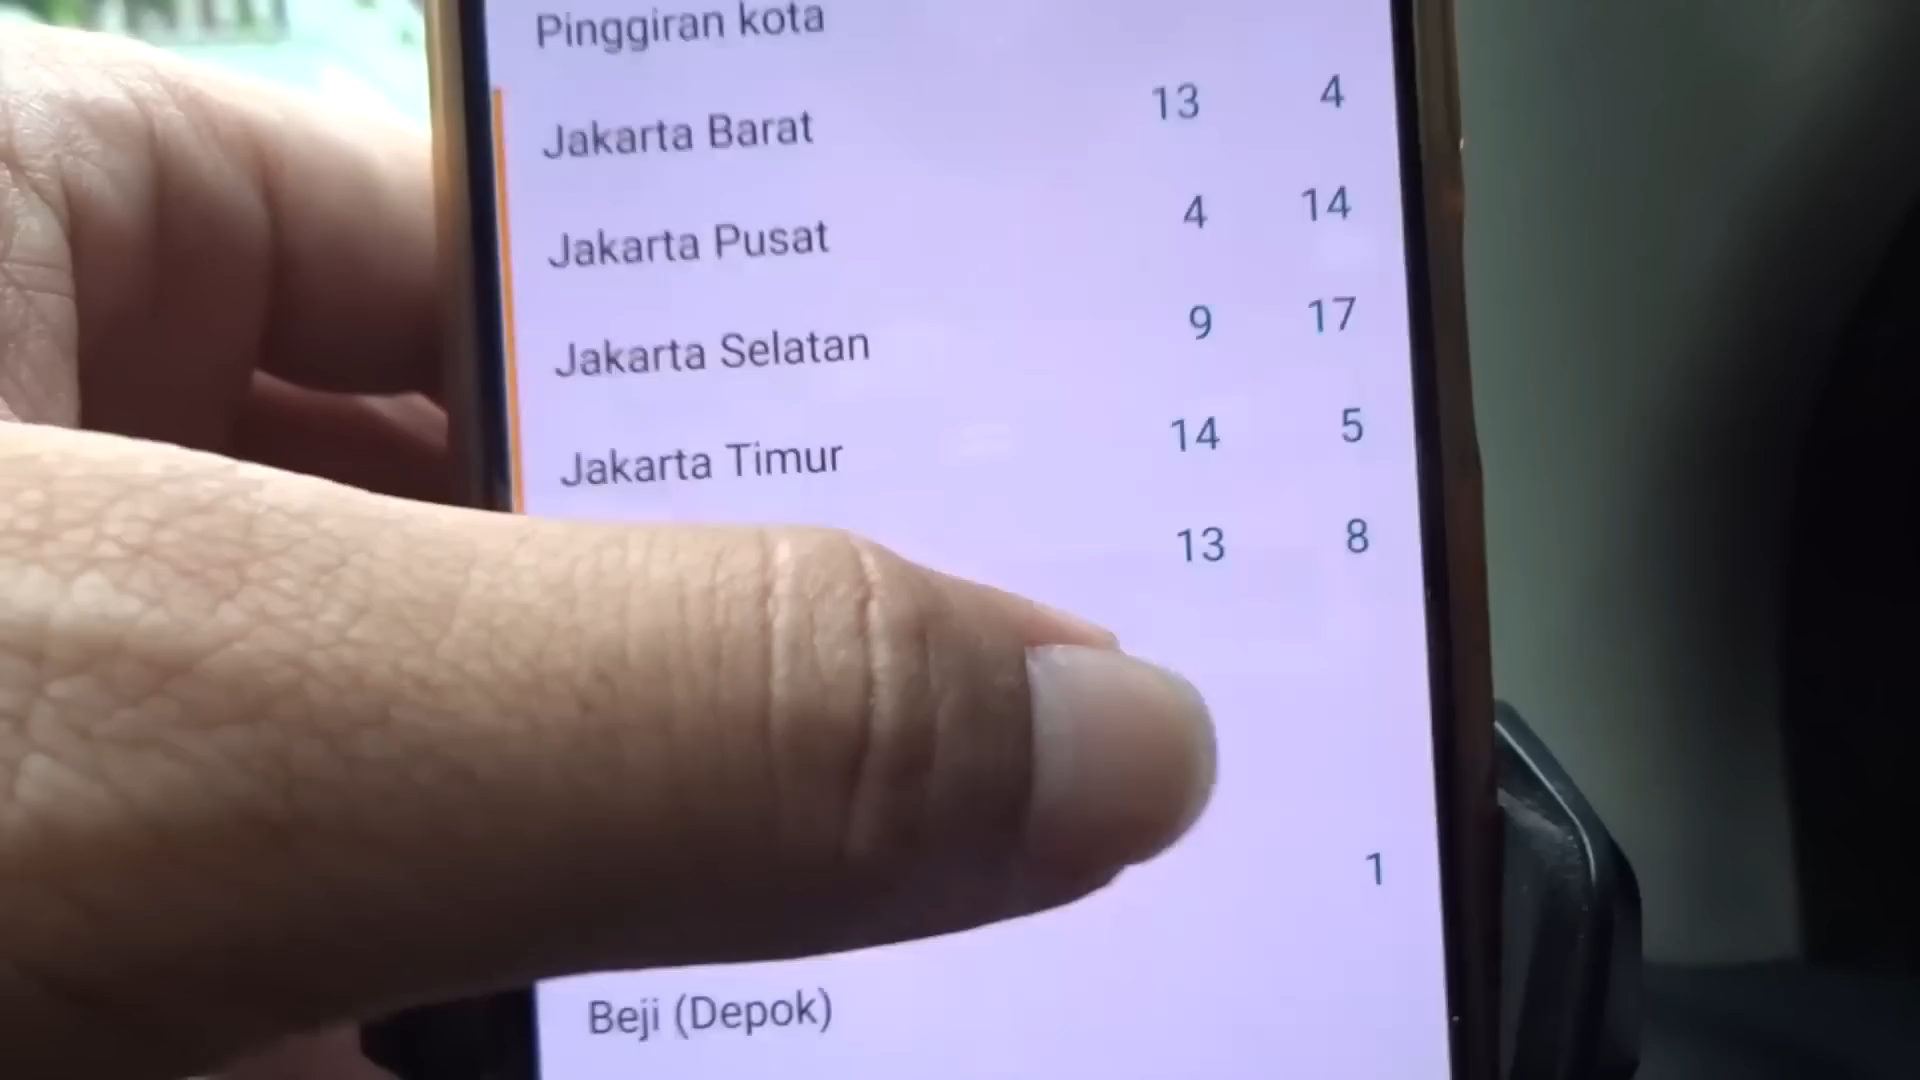 Pinggiran kota
Jakarta Barat 13 4
Jakarta Pusat 4 14
Jakarta Selatan 9 17
Jakarta Timur 14 5
13 8
1
Beji (Depok)